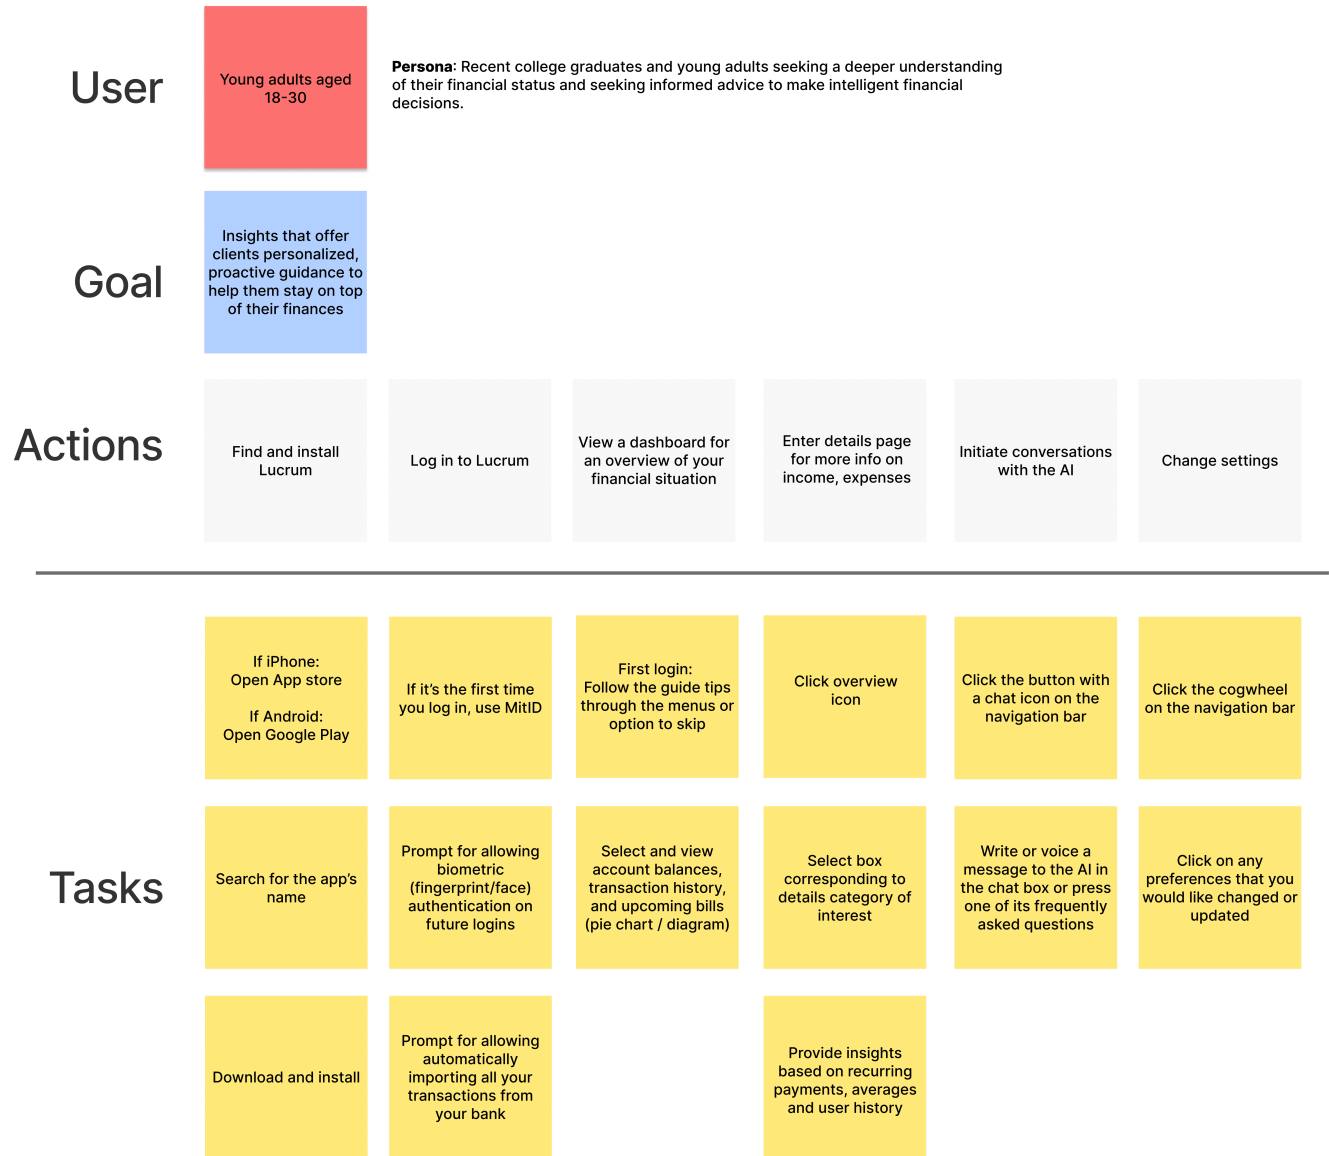 User
Young adults aged
18-30
Persona: Recent college graduates and young adults seeking a deeper understanding
of their financial status and seeking informed advice to make intelligent financial
decisions.
Goal
Insights that offer
clients personalized,
proactive guidance to
help them stay on top
of their finances
Actions
Find and install
Lucrum
Log in to Lucrum
View a dashboard for
an overview of your
financial situation
Enter details page
for more info on
income, expenses
Initiate conversations
with the AI
Change settings
Tasks
If iPhone:
Open App store
If Android:
Open Google Play
If it's the first time
you log in, use MitID
First login:
Follow the guide tips
through the menus or
option to skip
Click overview
icon
Click the button with
a chat icon on the
navigation bar
Click the cogwheel
on the navigation bar
Search for the app's
name
Prompt for allowing
biometric
(fingerprint/face)
authentication on
future logins
Select and view
account balances,
transaction history,
and upcoming bills
(pie chart / diagram)
Select box
corresponding to
details category of
interest
Write or voice a
message to the AI in
the chat box or press
one of its frequently
asked questions
Click on any
preferences that you
would like changed or
updated
Download and install
Prompt for allowing
automatically
importing all your
transactions from
your bank
Provide insights
based on recurring
payments, averages
and user history